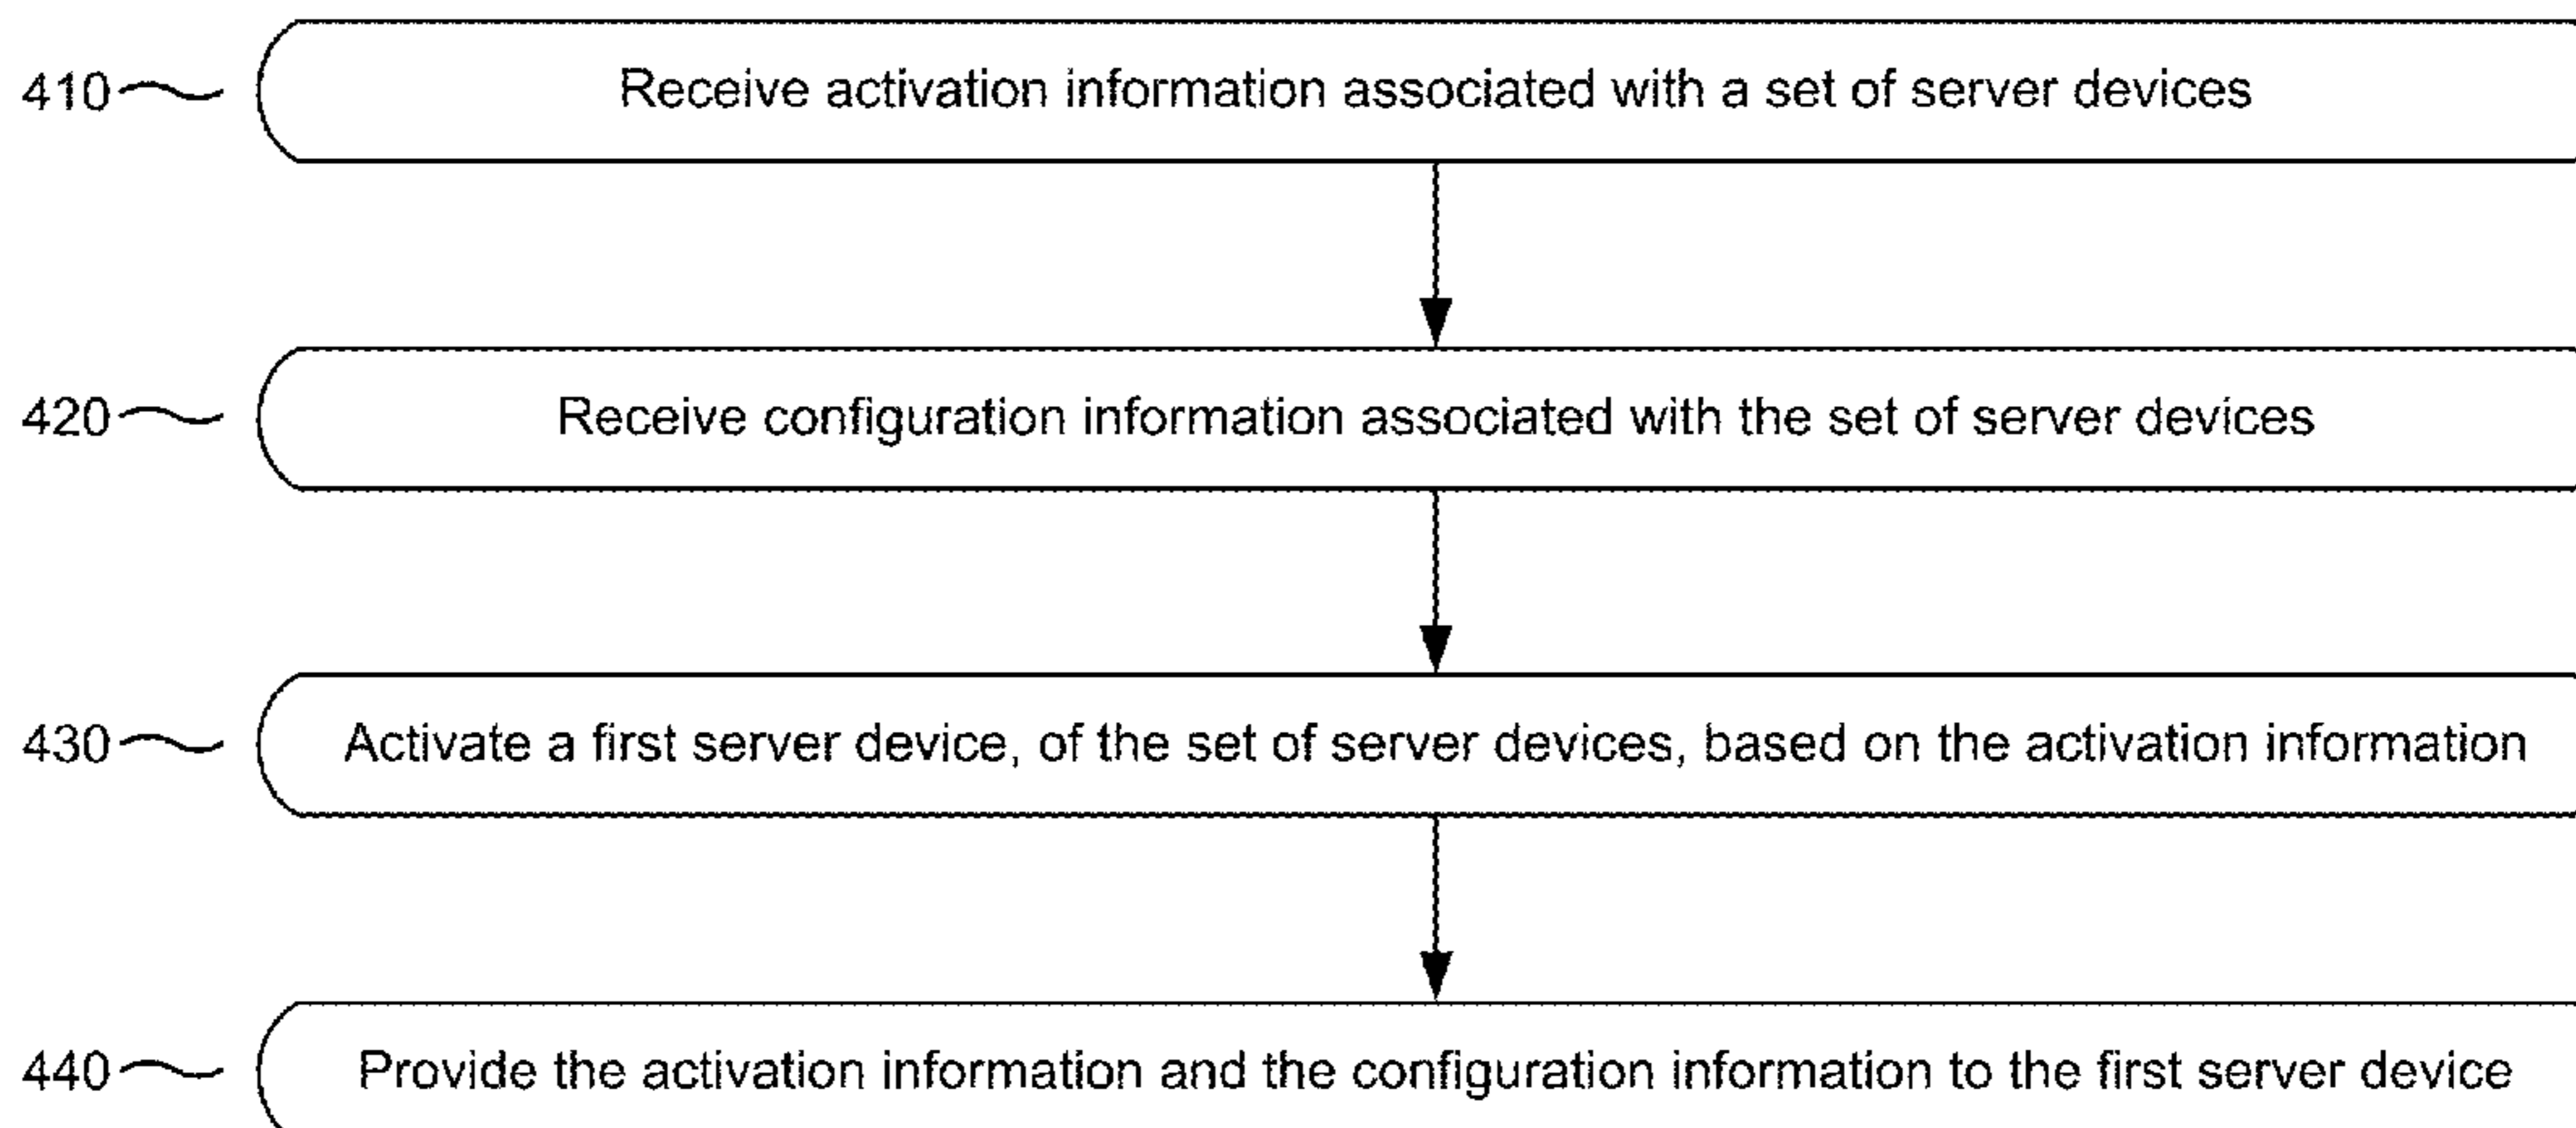 410 Receive activation information associated with a set of server devices
420 Receive configuration information associated with the set of server devices
430 Activate a first server device, of the set of server devices, based on the activation information
440 Provide the activation information and the configuration information to the first server device